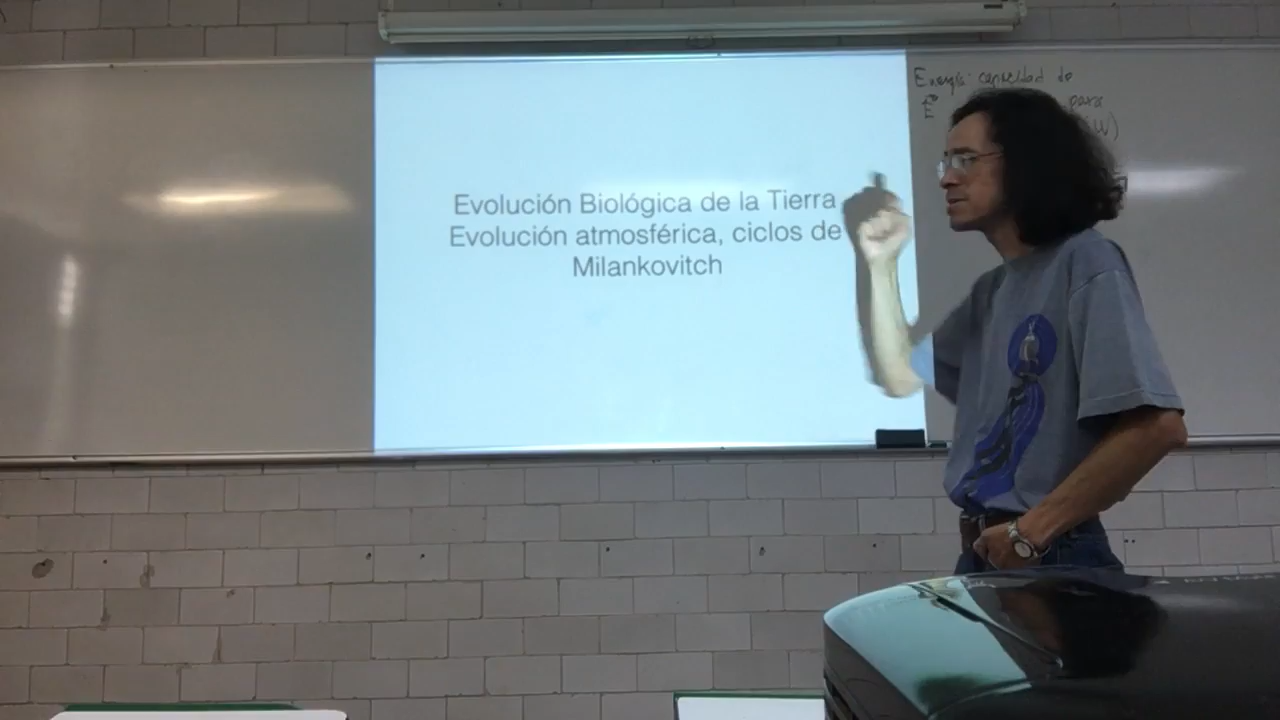 Evolución Biológica de la Tierra
Evolución atmosférica, ciclos de
Milankovitch
Energía: capacidad de
E
para
(W)